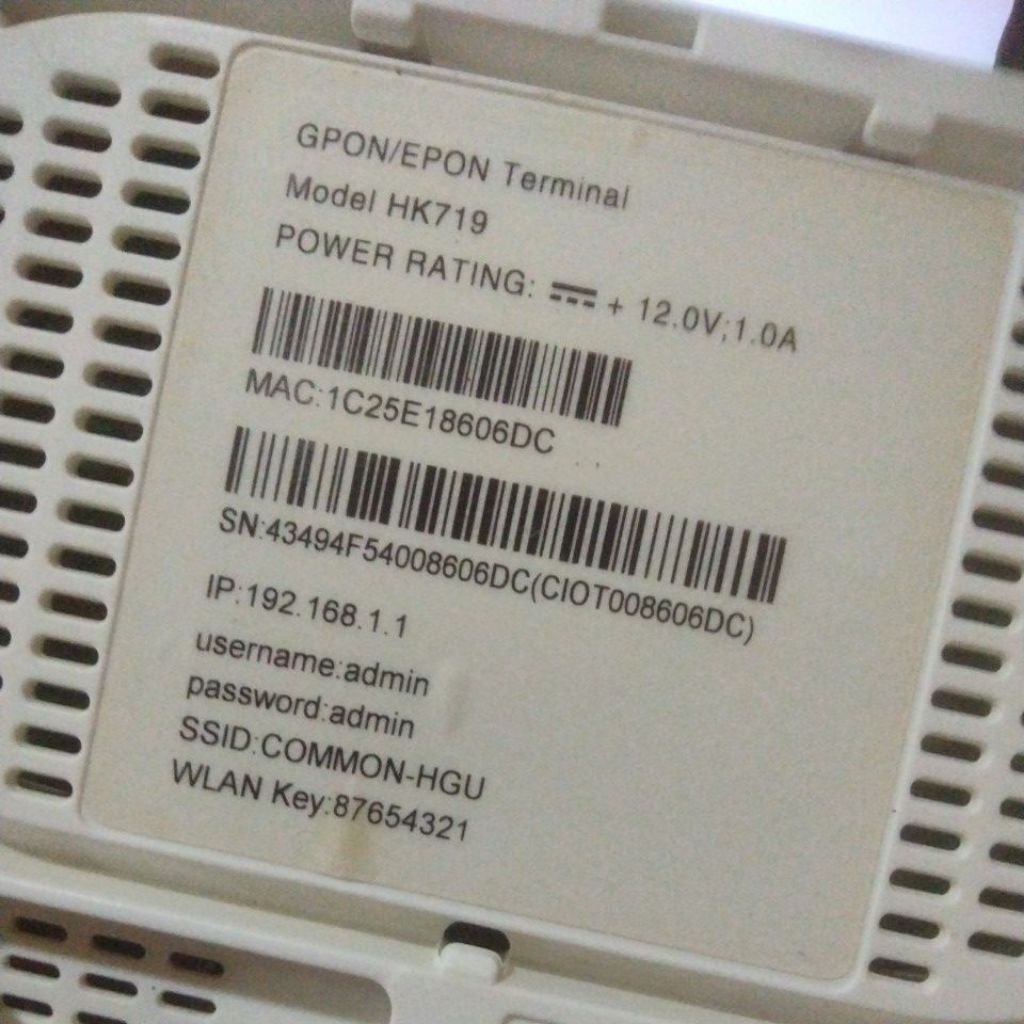 GPON/EPON Terminal
Model HK719
POWER RATING: ⎓ + 12.0V;1.0A
MAC:1C25E18606DC
SN:43494F54008606DC(CIOT008606DC)
IP:192.168.1.1
username:admin
password:admin
SSID:COMMON-HGU
WLAN Key:87654321